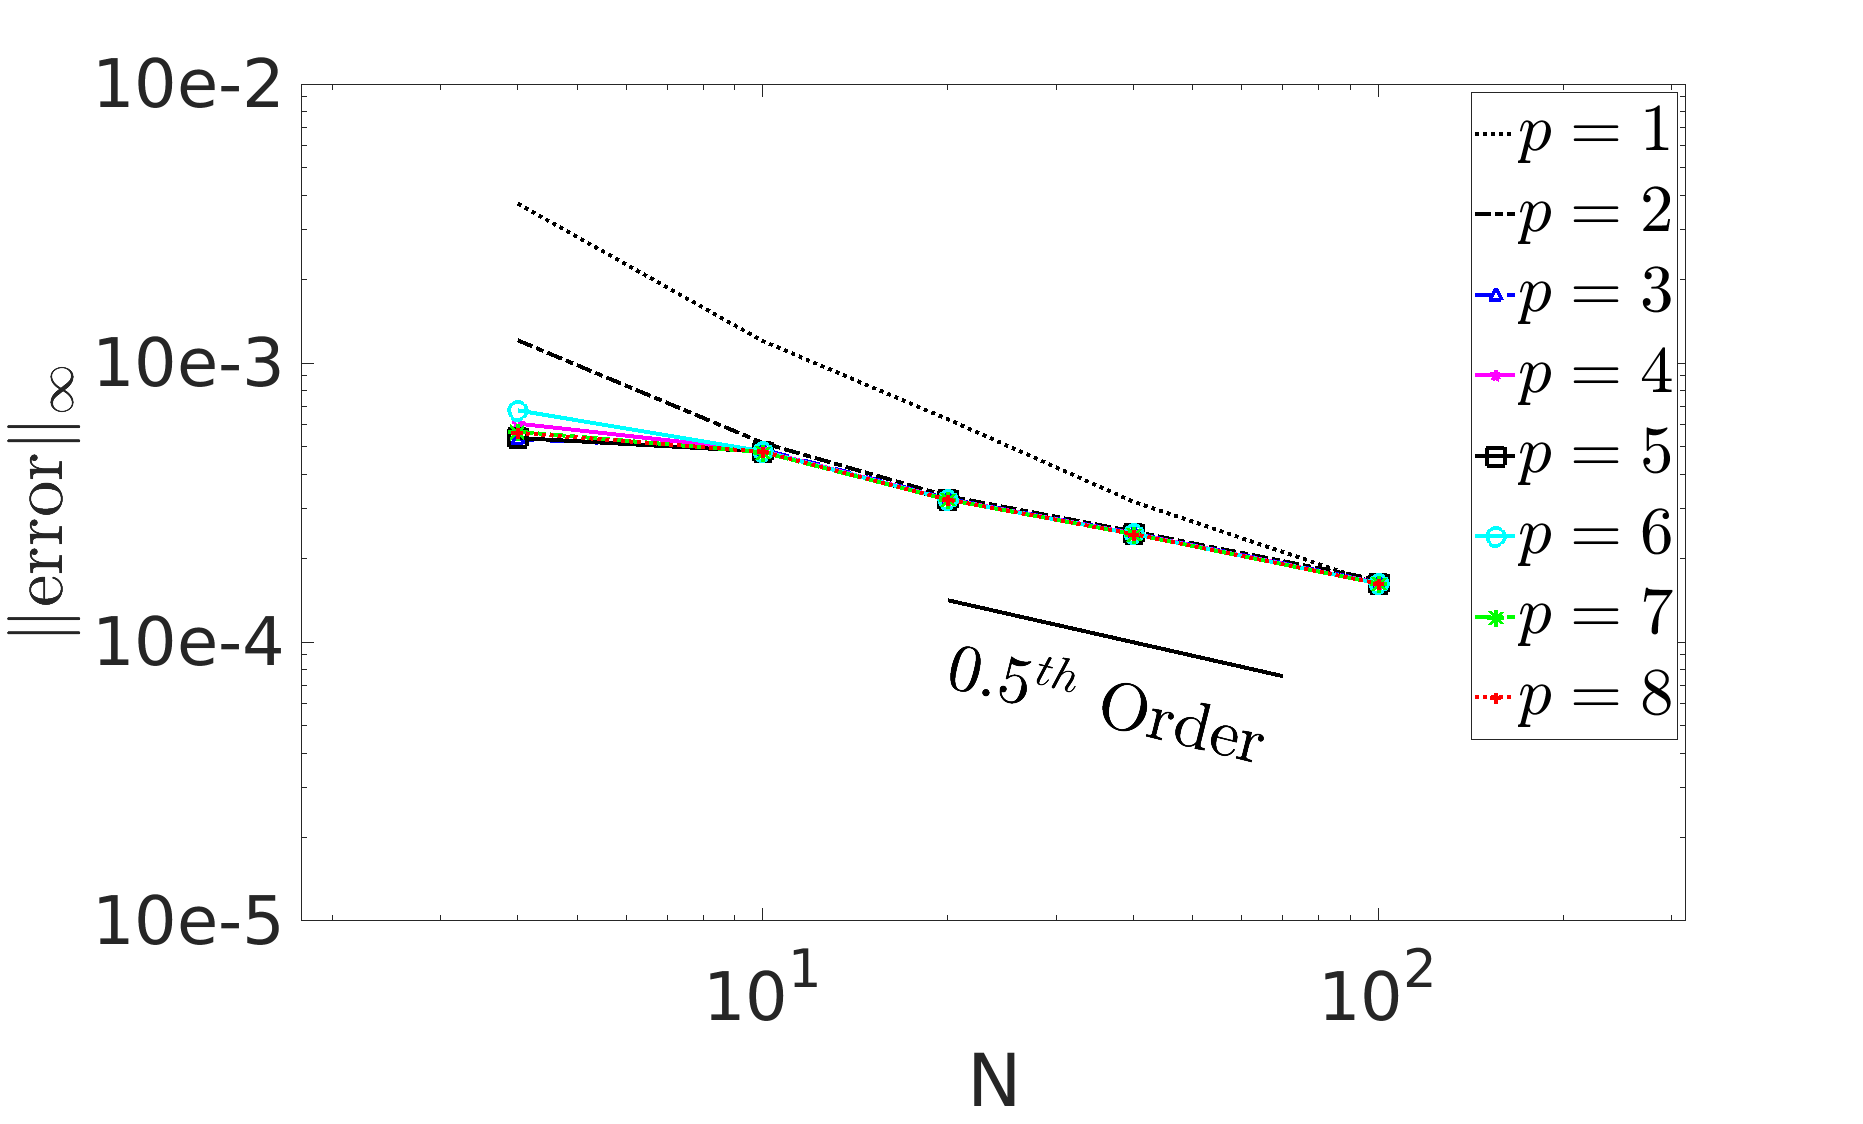 10e-2
10e-3
10e-4
10e-5
‖error‖∞
p = 1
p = 2
p = 3
p = 4
p = 5
p = 6
p = 7
p = 8
0.5^{th} Order
10^1
10^2
N